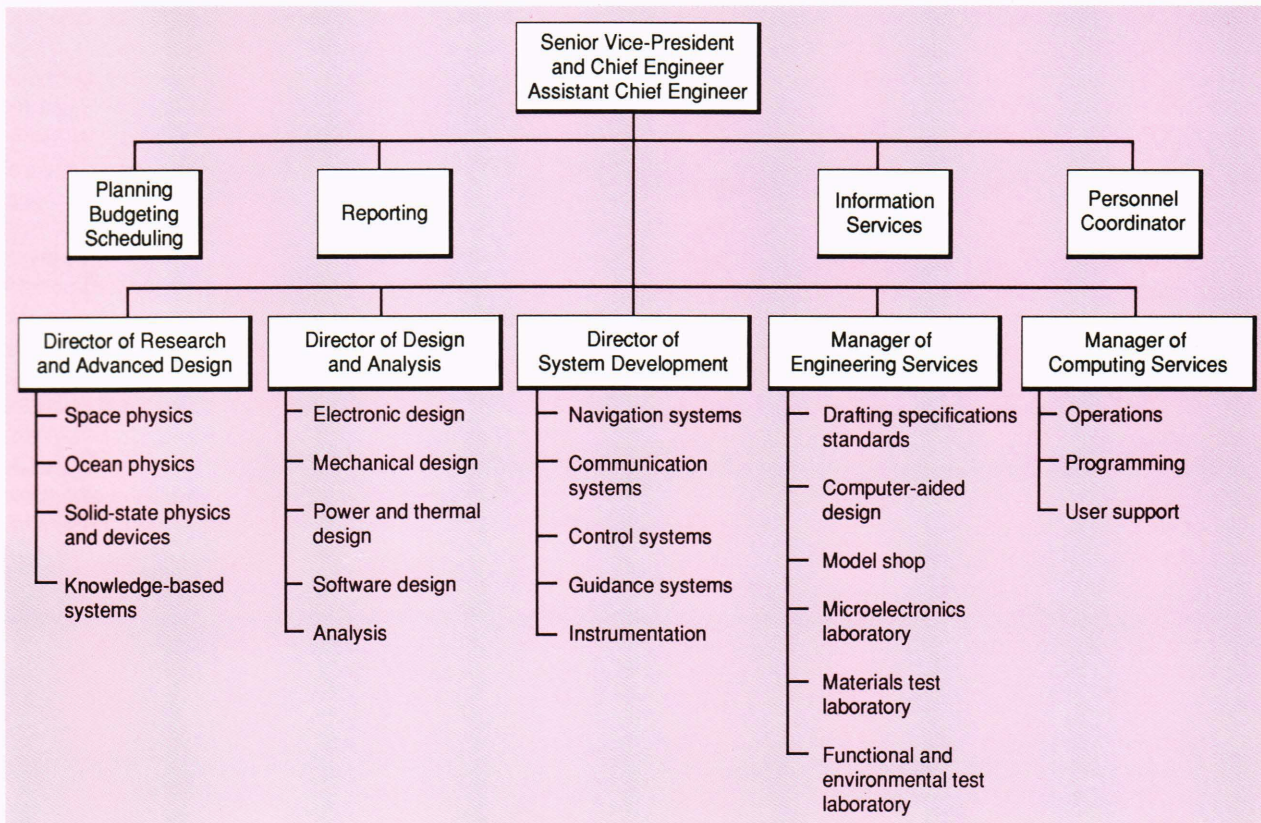 Senior Vice-President
and Chief Engineer
Assistant Chief Engineer
Planning
Budgeting
Scheduling
Reporting
Information
Services
Personnel
Coordinator
Director of Research
and Advanced Design
Space physics
Ocean physics
Solid-state physics
and devices
Knowledge-based
systems
Director of Design
and Analysis
Electronic design
Mechanical design
Power and thermal
design
Software design
Analysis
Director of
System Development
Navigation systems
Communication
systems
Control systems
Guidance systems
Instrumentation
Manager of
Engineering Services
Drafting specifications
standards
Computer-aided
design
Model shop
Microelectronics
laboratory
Materials test
laboratory
Functional and
environmental test
laboratory
Manager of
Computing Services
Operations
Programming
User support